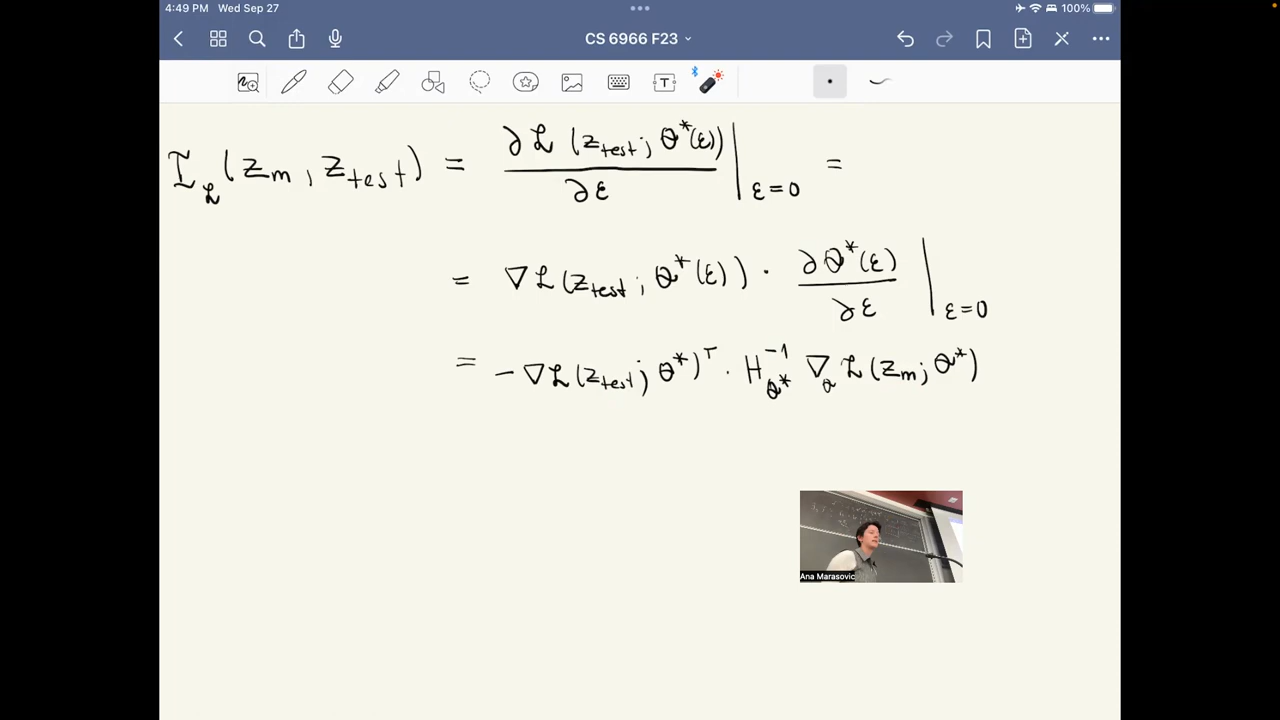 4:49 PM Wed Sep 27
100%
CS 6966 F23
T
I_ℒ (z_m, z_test) = ∂ℒ (z_test; θ*(ε)) / ∂ε |_{ε=0} =
= ∇ℒ (z_test; θ*(ε)) · ∂θ*(ε) / ∂ε |_{ε=0}
= -∇ℒ (z_test; θ*)^T · H_{θ*}^{-1} ∇_θ ℒ (z_m; θ*)
Ana Marasovic